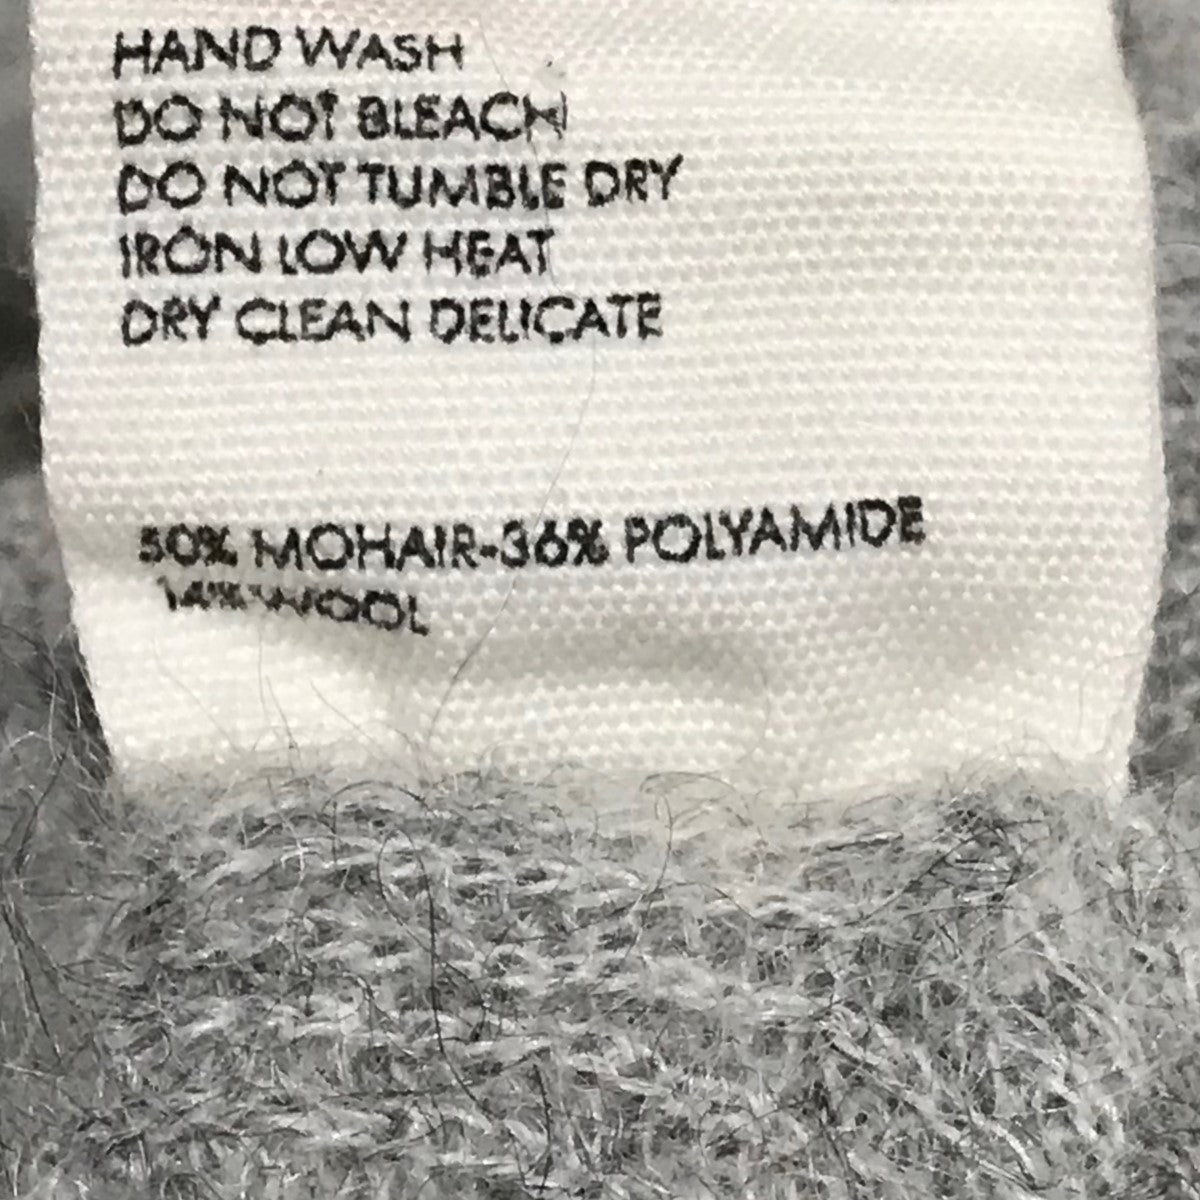 HAND WASH
DO NOT BLEACH
DO NOT TUMBLE DRY
IRON LOW HEAT
DRY CLEAN DELICATE
50% MOHAIR-36% POLYAMIDE
14% WOOL